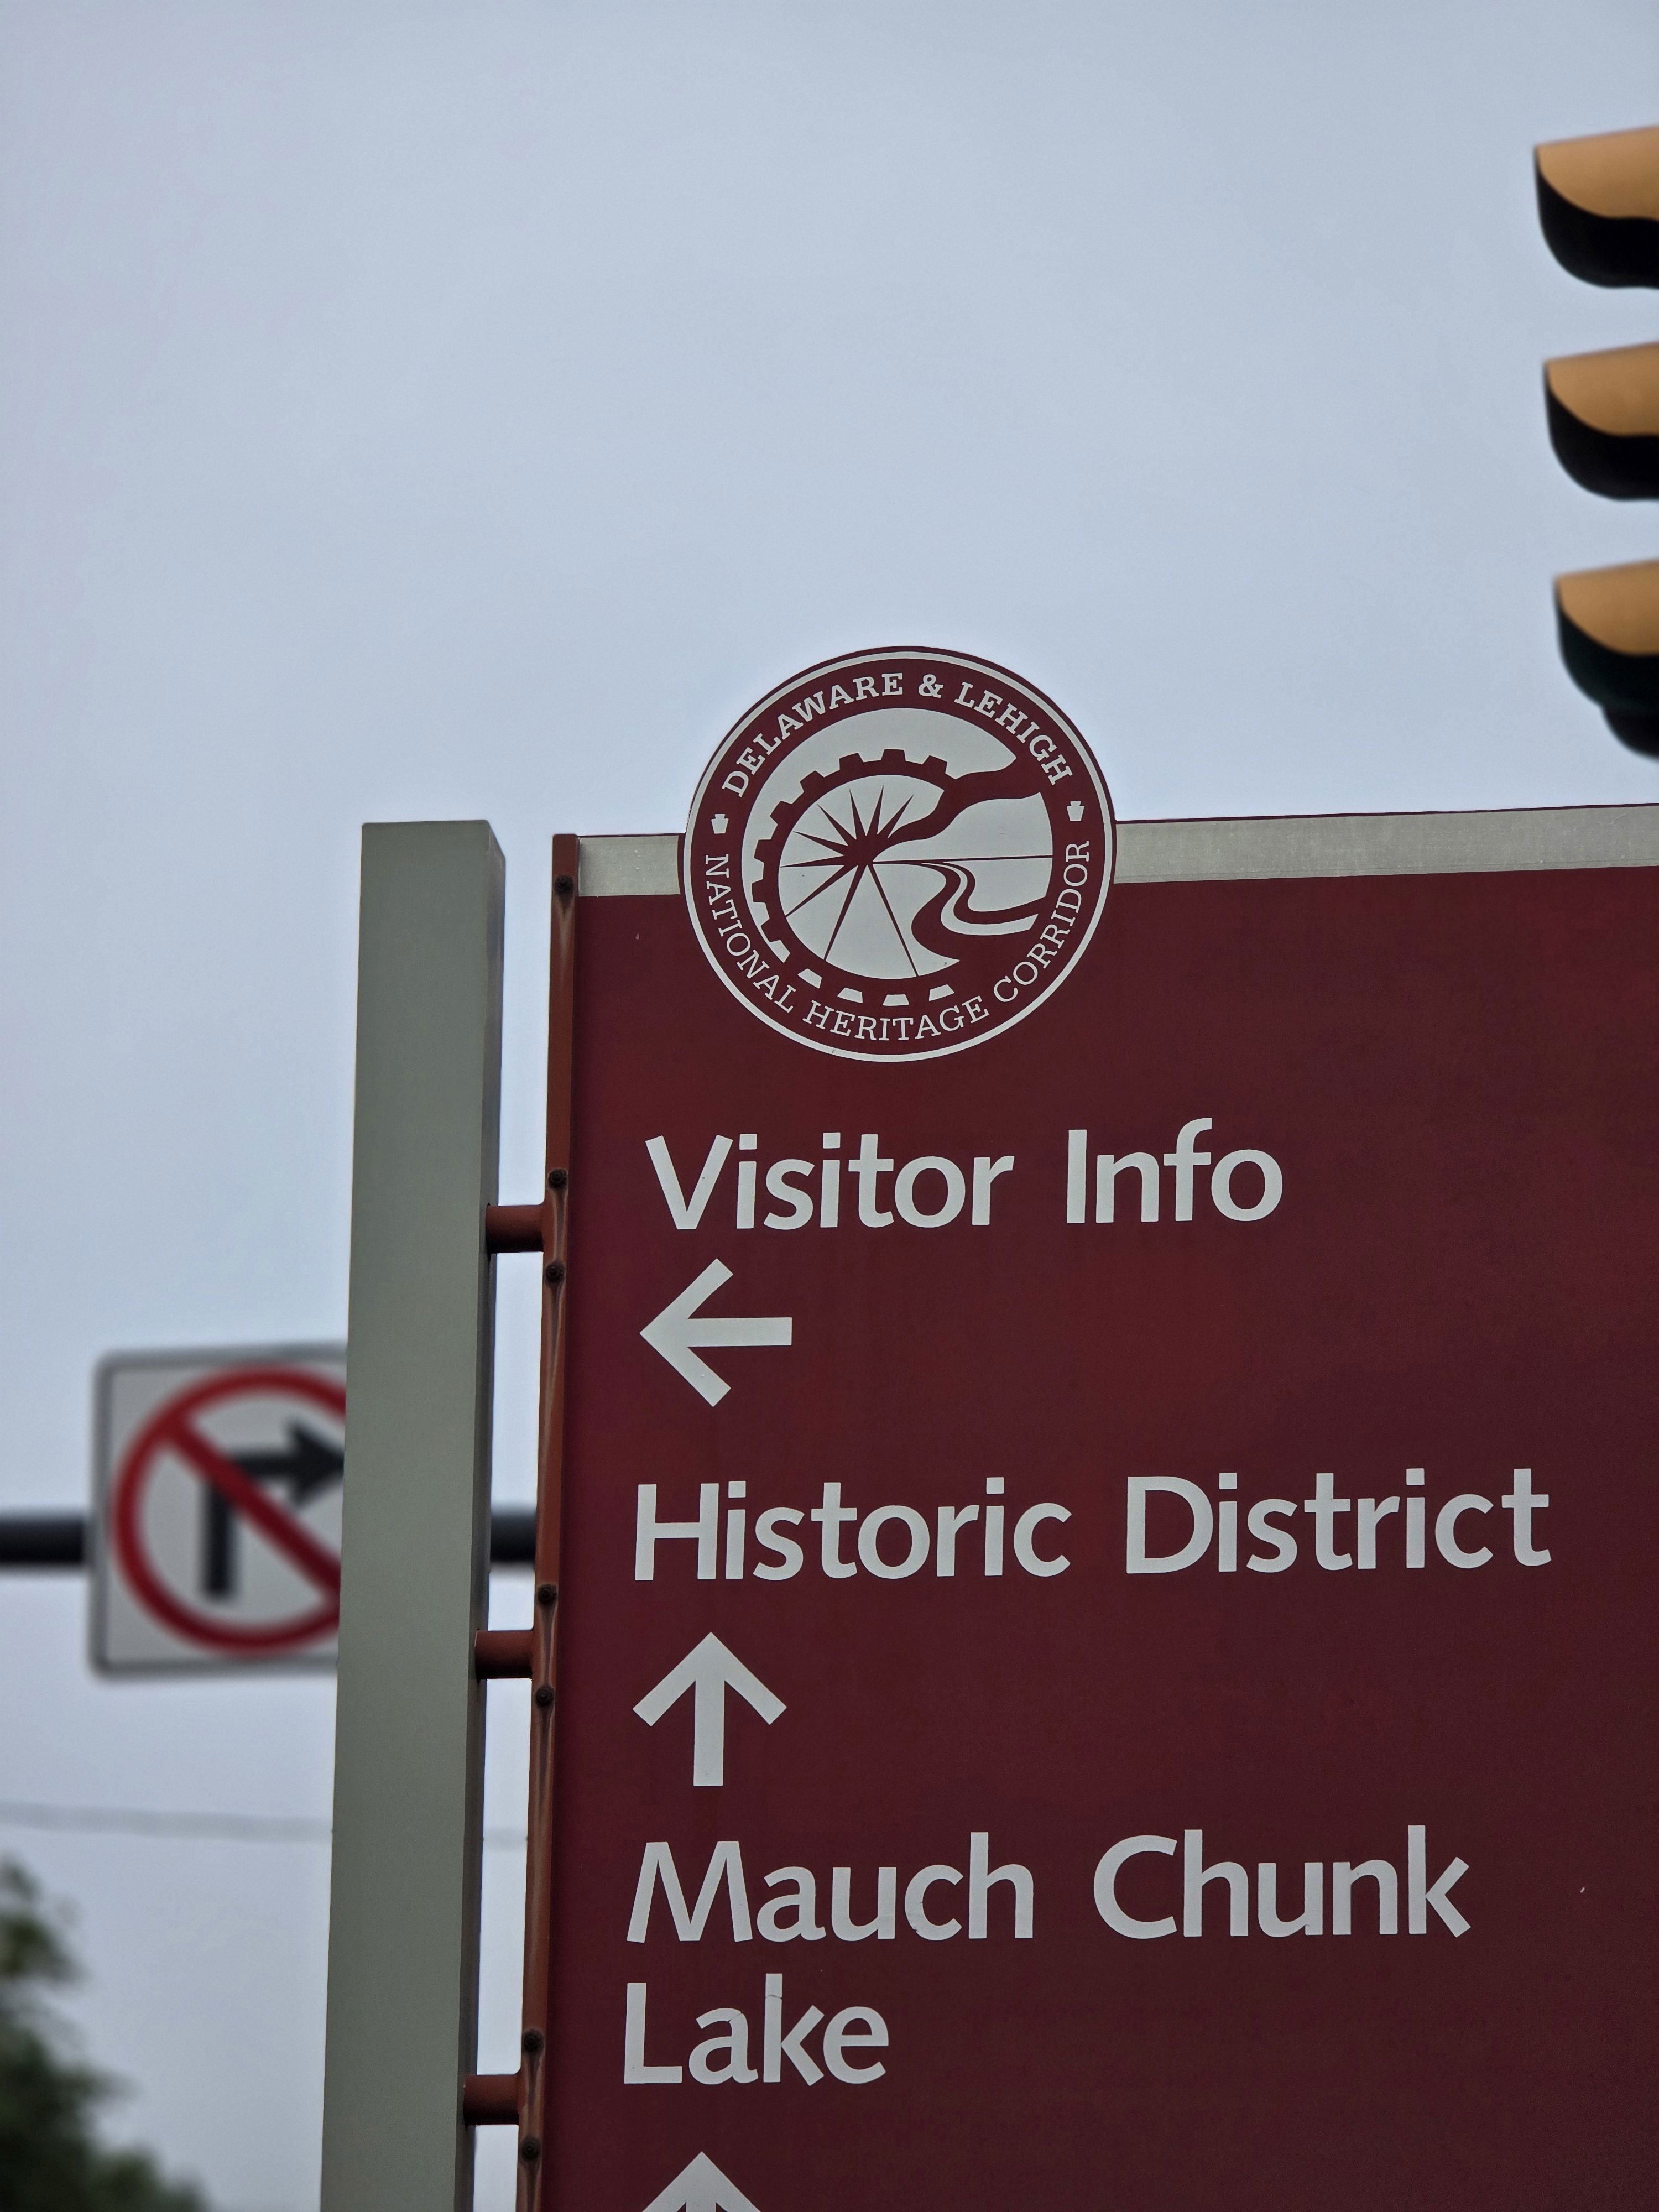 DELAWARE & LEHIGH
NATIONAL HERITAGE CORRIDOR
Visitor Info
←
Historic District
↑
Mauch Chunk
Lake
↑